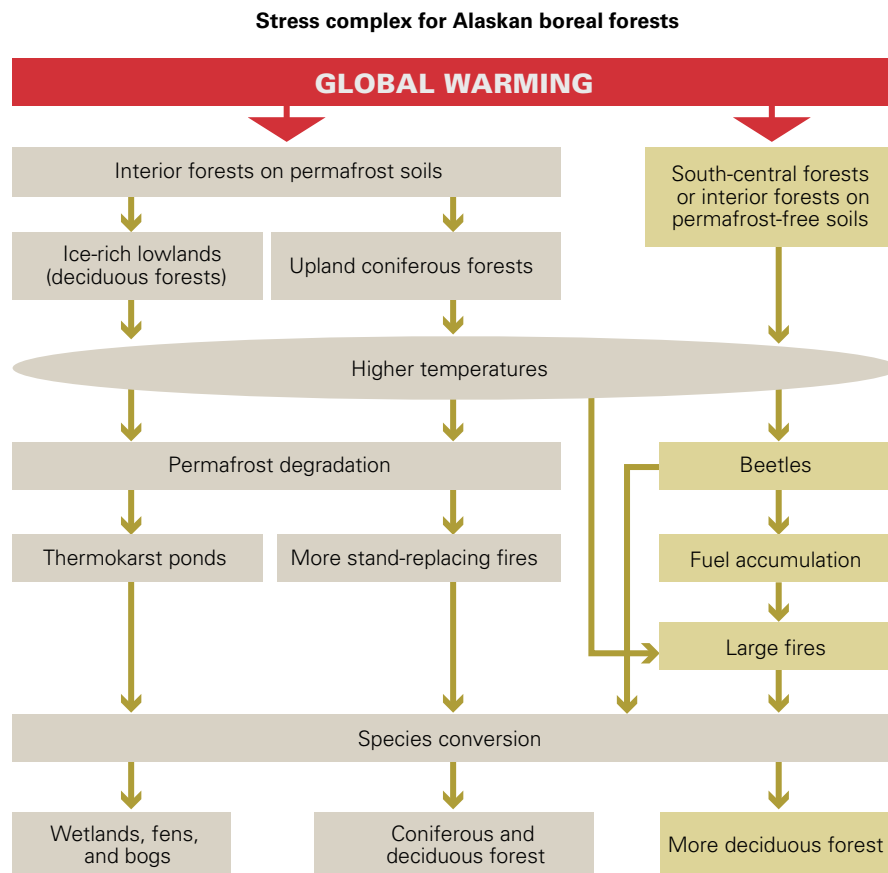 Stress complex for Alaskan boreal forests
GLOBAL WARMING
Interior forests on permafrost soils
South-central forests
or interior forests on
permafrost-free soils
Ice-rich lowlands
(deciduous forests)
Upland coniferous forests
Higher temperatures
Permafrost degradation
Beetles
Thermokarst ponds
More stand-replacing fires
Fuel accumulation
Large fires
Species conversion
Wetlands, fens,
and bogs
Coniferous and
deciduous forest
More deciduous forest